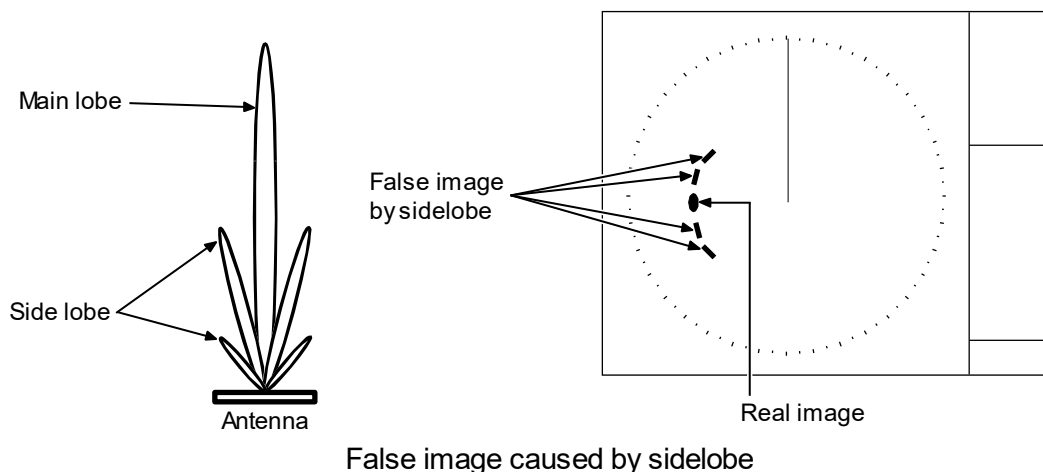 Main lobe
Side lobe
Antenna
False image
by sidelobe
Real image
False image caused by sidelobe